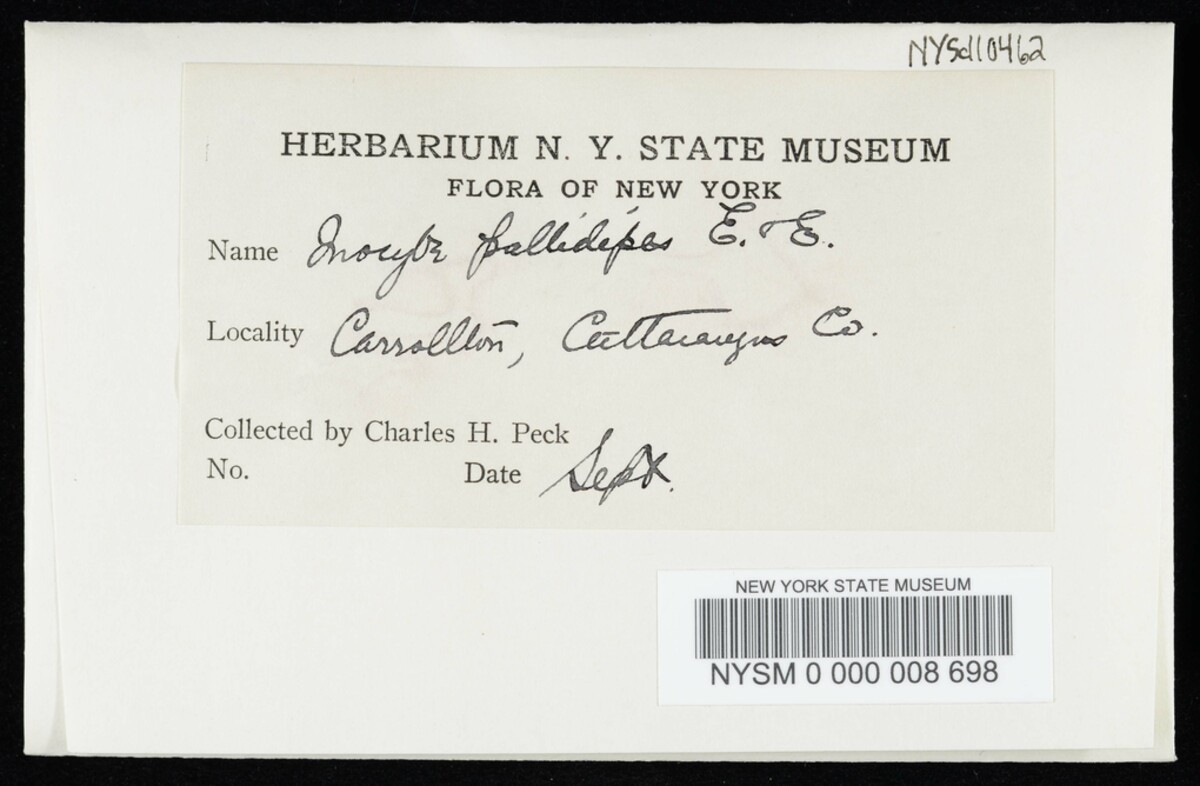 NYSd10462
HERBARIUM N. Y. STATE MUSEUM
FLORA OF NEW YORK
Name Inocybe pallidipes E. & E.
Locality Carrollton, Cattaraugus Co.
Collected by Charles H. Peck
No. Date Sept.
NEW YORK STATE MUSEUM
NYSM 0 000 008 698